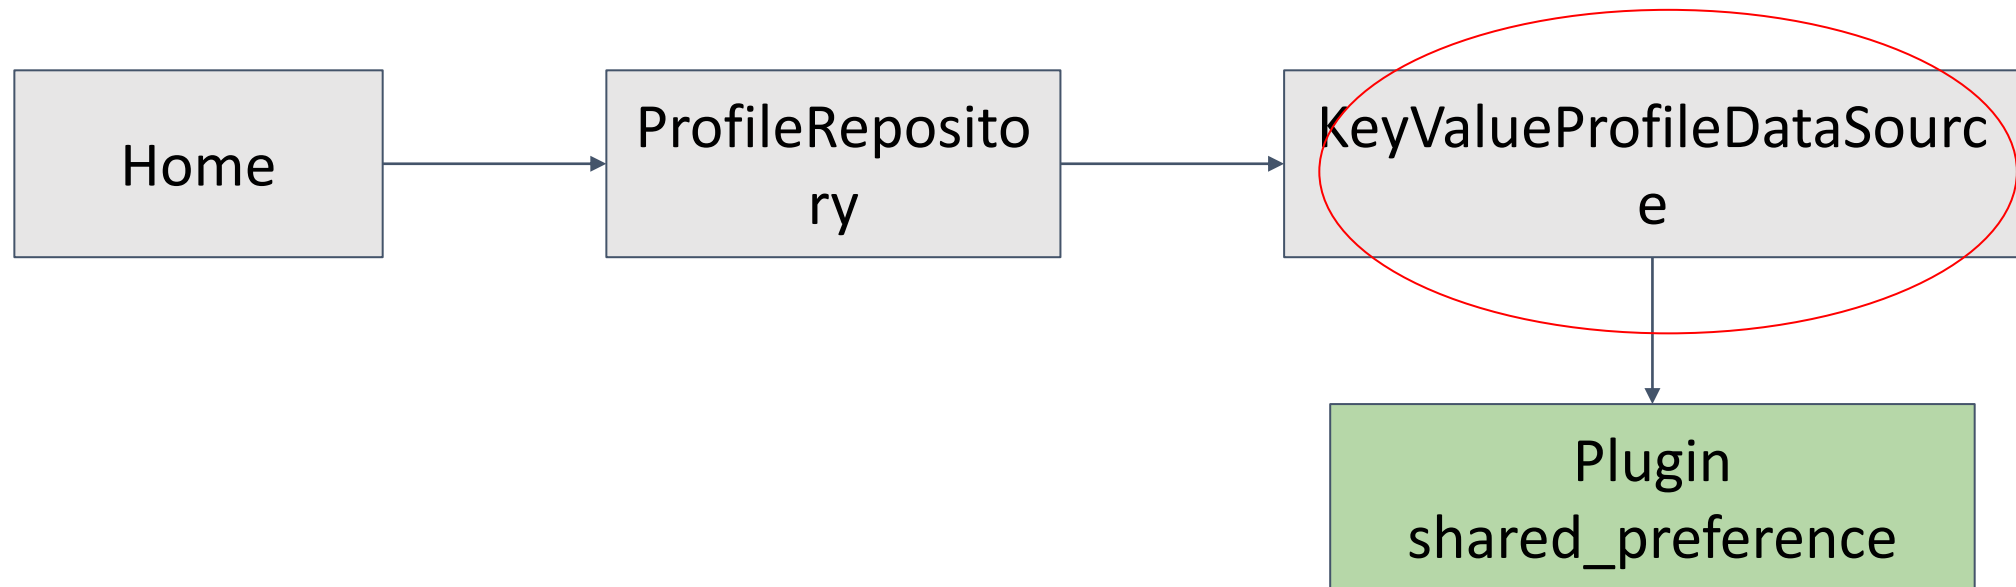 Home
ProfileReposito
ry
KeyValueProfileDataSourc
e
Plugin
shared_preference